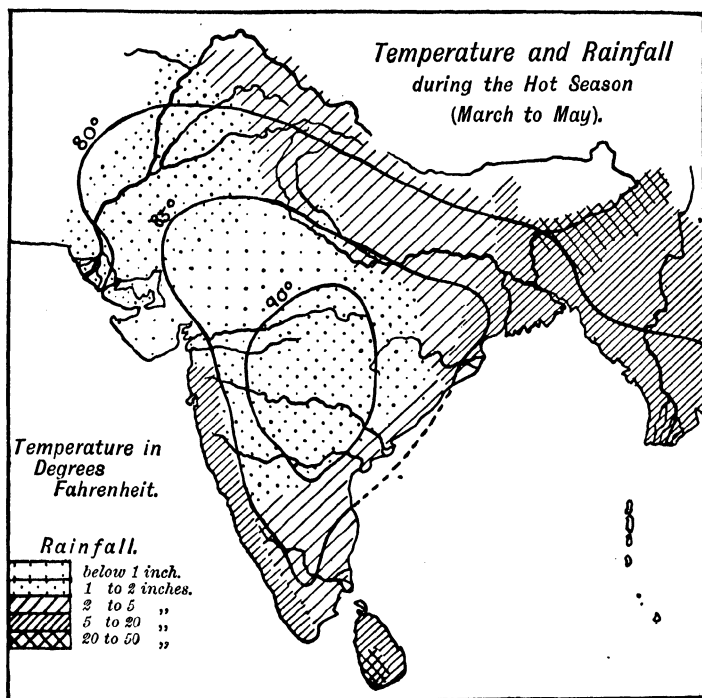 Temperature and Rainfall
during the Hot Season
(March to May).
80°
85°
90°
Temperature in
Degrees
Fahrenheit.
Rainfall.
below 1 inch.
1 to 2 inches.
2 to 5 „
5 to 20 „
20 to 50 „